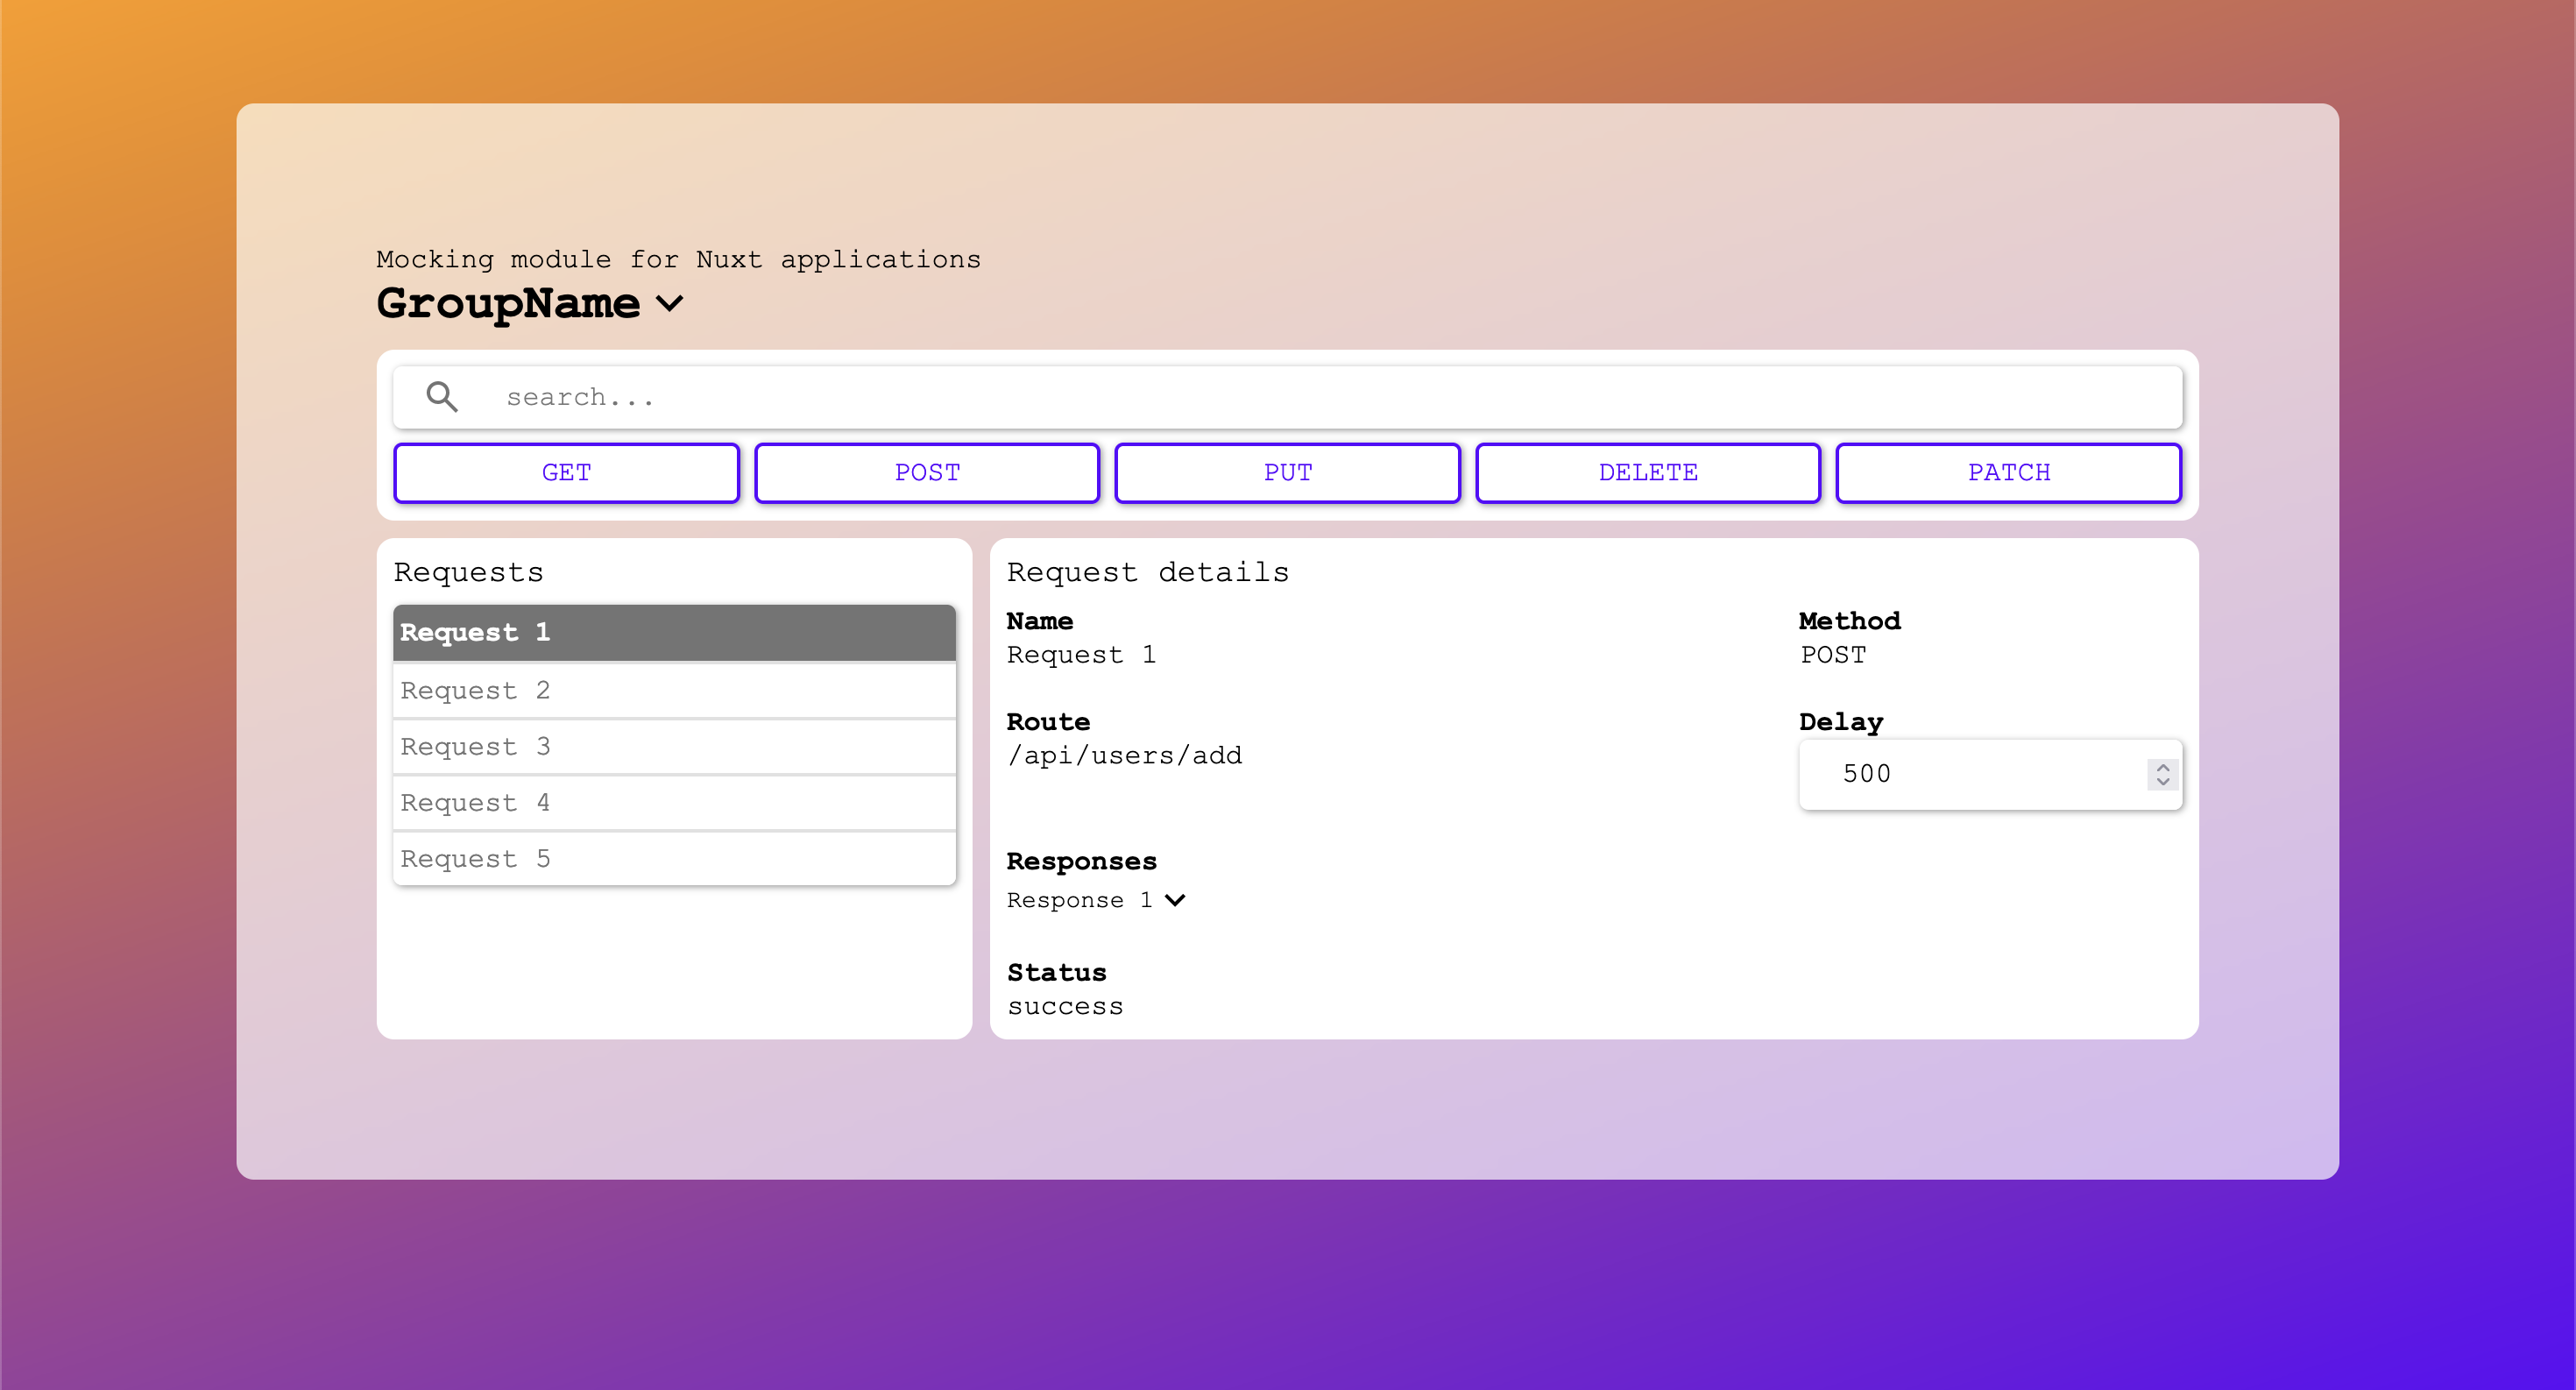 Mocking module for Nuxt applications
GroupName
search...
GET POST PUT DELETE PATCH
Requests
Request 1
Request 2
Request 3
Request 4
Request 5
Request details
Name
Request 1
Method
POST
Route
/api/users/add
Delay
500
Responses
Response 1
Status
success